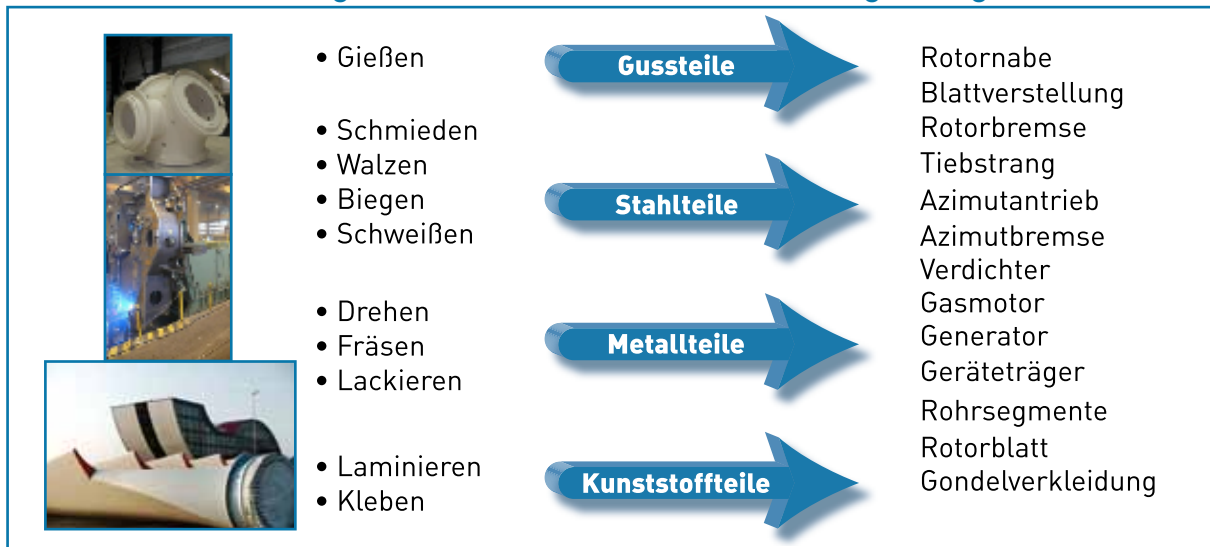 • Gießen
• Schmieden
• Walzen
• Biegen
• Schweißen
• Drehen
• Fräsen
• Lackieren
• Laminieren
• Kleben
Gussteile
Stahlteile
Metallteile
Kunststoffteile
Rotornabe
Blattverstellung
Rotorbremse
Tiebstrang
Azimutantrieb
Azimutbremse
Verdichter
Gasmotor
Generator
Geräteträger
Rohrsegmente
Rotorblatt
Gondelverkleidung